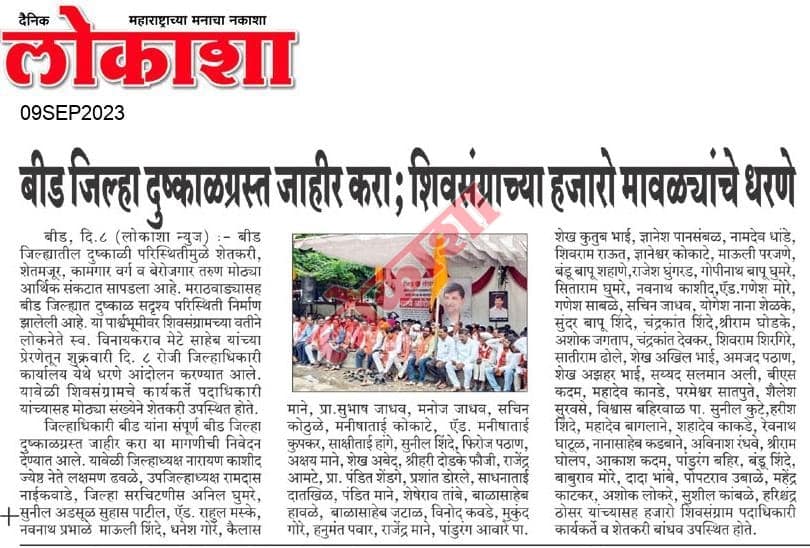 दैनिक
महाराष्ट्राच्या मनाचा नकाशा
लोकाशा
09SEP2023
बीड जिल्हा दुष्काळग्रस्त जाहीर करा; शिवसंग्रामच्या हजारो मावळ्यांचे धरणे
बीड, दि.८ (लोकाशा न्युज) :- बीड
जिल्ह्यातील दुष्काळी परिस्थितीमुळे शेतकरी,
शेतमजूर, कामगार वर्ग व बेरोजगार तरुण मोठ्या
आर्थिक संकटात सापडला आहे. मराठवाड्यासह
बीड जिल्ह्यात दुष्काळ सदृश्य परिस्थिती निर्माण
झालेली आहे. या पार्श्वभूमीवर शिवसंग्रामच्या वतीने
लोकनेते स्व. विनायकराव मेटे साहेब यांच्या
प्रेरणेतून शुक्रवारी दि. ८ रोजी जिल्हाधिकारी
कार्यालय येथे धरणे आंदोलन करण्यात आले.
यावेळी शिवसंग्रामचे कार्यकर्ते पदाधिकारी
यांच्यासह मोठ्या संख्येने शेतकरी उपस्थित होते.
जिल्हाधिकारी बीड यांना संपूर्ण बीड जिल्हा
दुष्काळग्रस्त जाहीर करा या मागणीची निवेदन
देण्यात आले. यावेळी जिल्हाध्यक्ष नारायण काशीद
ज्येष्ठ नेते लक्षमण ढवळे, उपजिल्हाध्यक्ष रामदास
नाईकवाडे, जिल्हा सरचिटणीस अनिल घुमरे,
सुनील अडसूळ सुहास पाटील, ऍड. राहुल मस्के,
नवनाथ प्रभाळे माऊली शिंदे, धनेश गोरे, कैलास
माने, प्रा.सुभाष जाधव, मनोज जाधव, सचिन
कोठुळे, मनीषाताई कोकाटे, ऍड. मनीषाताई
कुपकर, साक्षीताई हांगे, सुनील शिंदे, फिरोज पठाण,
अक्षय माने, शेख अबेद, श्रीहरी दोडके फौजी, राजेंद्र
आमटे, प्रा. पंडित शेंडगे, प्रशांत डोरले, साधनाताई
दातखिळ, पंडित माने, शेषेराव तांबे, बाळासाहेब
हावळे, बाळासाहेब जटाळ, विनोद कवडे, मुकुंद
गोरे, हनुमंत पवार, राजेंद्र माने, पांडुरंग आवारे पा.
शेख कुतुब भाई, ज्ञानेश पानसंबळ, नामदेव धांडे,
शिवराम राऊत, ज्ञानेश्वर कोकाटे, माऊली परजणे,
बंडू बापू शहाणे,राजेश घुंगरड, गोपीनाथ बापू घुमरे,
सिताराम घुमरे, नवनाथ काशीद,ऍड.गणेश मोरे,
गणेश साबळे, सचिन जाधव, योगेश नाना शेळके,
सुंदर बापू शिंदे, चंद्रकांत शिंदे,श्रीराम घोडके,
अशोक जगताप, चंद्रकांत देवकर, शिवराम शिरगिरे,
सातीराम ढोले, शेख अखिल भाई, अमजद पठाण,
शेख अझहर भाई, सय्यद सलमान अली, बीएस
कदम, महादेव कानडे, परमेश्वर सातपुते, शैलेश
सुरवसे, विश्वास बहिरवाळ पा. सुनील कुटे,हरीश
शिंदे, महादेव बागलाने, शहादेव काकडे, रेवनाथ
घाटूळ, नानासाहेब कडबाने, अविनाश रंधवे, श्रीराम
घोलप, आकाश कदम, पांडुरंग बहिर, बंडू शिंदे,
बाबुराव मोरे, दादा भांबे, पोपटराव उबाळे, महेंद्र
काटकर, अशोक लोकरे, सुशील कांबळे, हरिश्चंद्र
ठोसर यांच्यासह हजारो शिवसंग्राम पदाधिकारी
कार्यकर्ते व शेतकरी बांधव उपस्थित होते.
लोकाशा